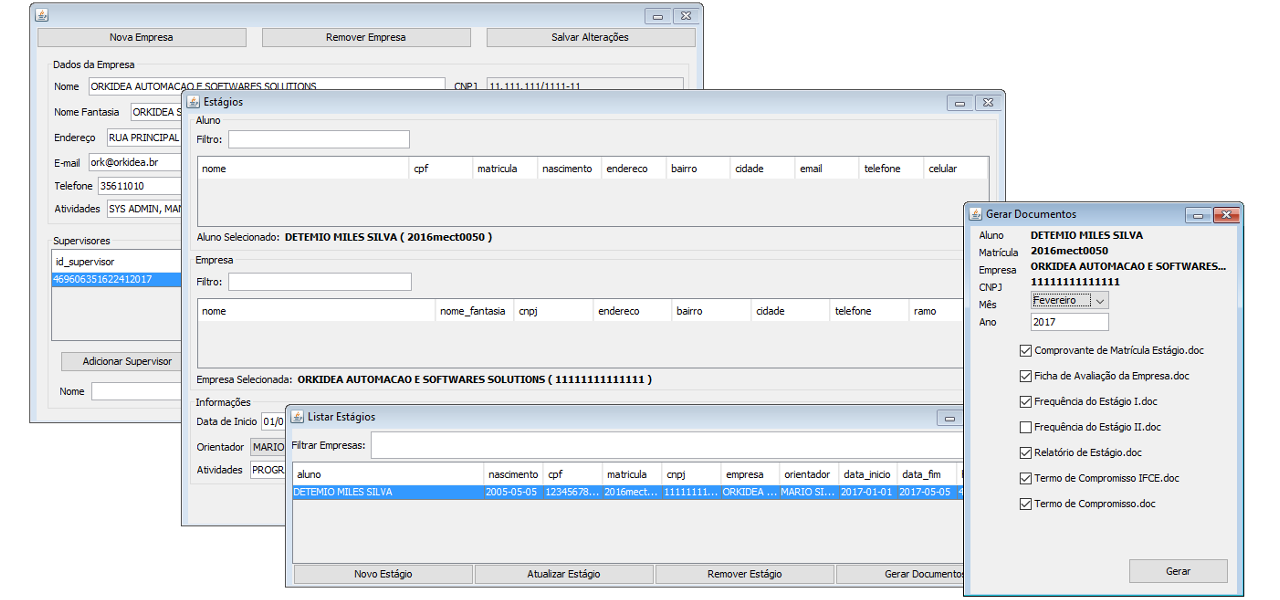 Nova Empresa Remover Empresa Salvar Alterações
Dados da Empresa
Nome ORKIDEA AUTOMACAO E SOFTWARES SOLUTIONS CNPJ 11.111.111/1111-11
Nome Fantasia ORKIDEA S
Endereço RUA PRINCIPAL
E-mail ork@orkidea.br
Telefone 35611010
Atividades SYS ADMIN, MAN
Supervisores
id_supervisor
469606351622412017
Adicionar Supervisor
Nome
Estágios
Aluno
Filtro:
nome cpf matricula nascimento endereco bairro cidade email telefone celular
Aluno Selecionado: DETEMIO MILES SILVA ( 2016mect0050 )
Empresa
Filtro:
nome nome_fantasia cnpj endereco bairro cidade telefone ramo
Empresa Selecionada: ORKIDEA AUTOMACAO E SOFTWARES SOLUTIONS ( 11111111111111 )
Informações
Data de Inicio 01/0
Orientador MARIO
Atividades PROGR
Listar Estágios
Filtrar Empresas:
aluno nascimento cpf matricula cnpj empresa orientador data_inicio data_fim
DETEMIO MILES SILVA 2005-05-05 12345678... 2016mect... 11111111... ORKIDEA ... MARIO SI... 2017-01-01 2017-05-05 4
Novo Estágio Atualizar Estágio Remover Estágio Gerar Documentos
Gerar Documentos
Aluno DETEMIO MILES SILVA
Matrícula 2016mect0050
Empresa ORKIDEA AUTOMACAO E SOFTWARES...
CNPJ 11111111111111
Mês Fevereiro
Ano 2017
Comprovante de Matrícula Estágio.doc
Ficha de Avaliação da Empresa.doc
Frequência do Estágio I.doc
Frequência do Estágio II.doc
Relatório de Estágio.doc
Termo de Compromisso IFCE.doc
Termo de Compromisso.doc
Gerar